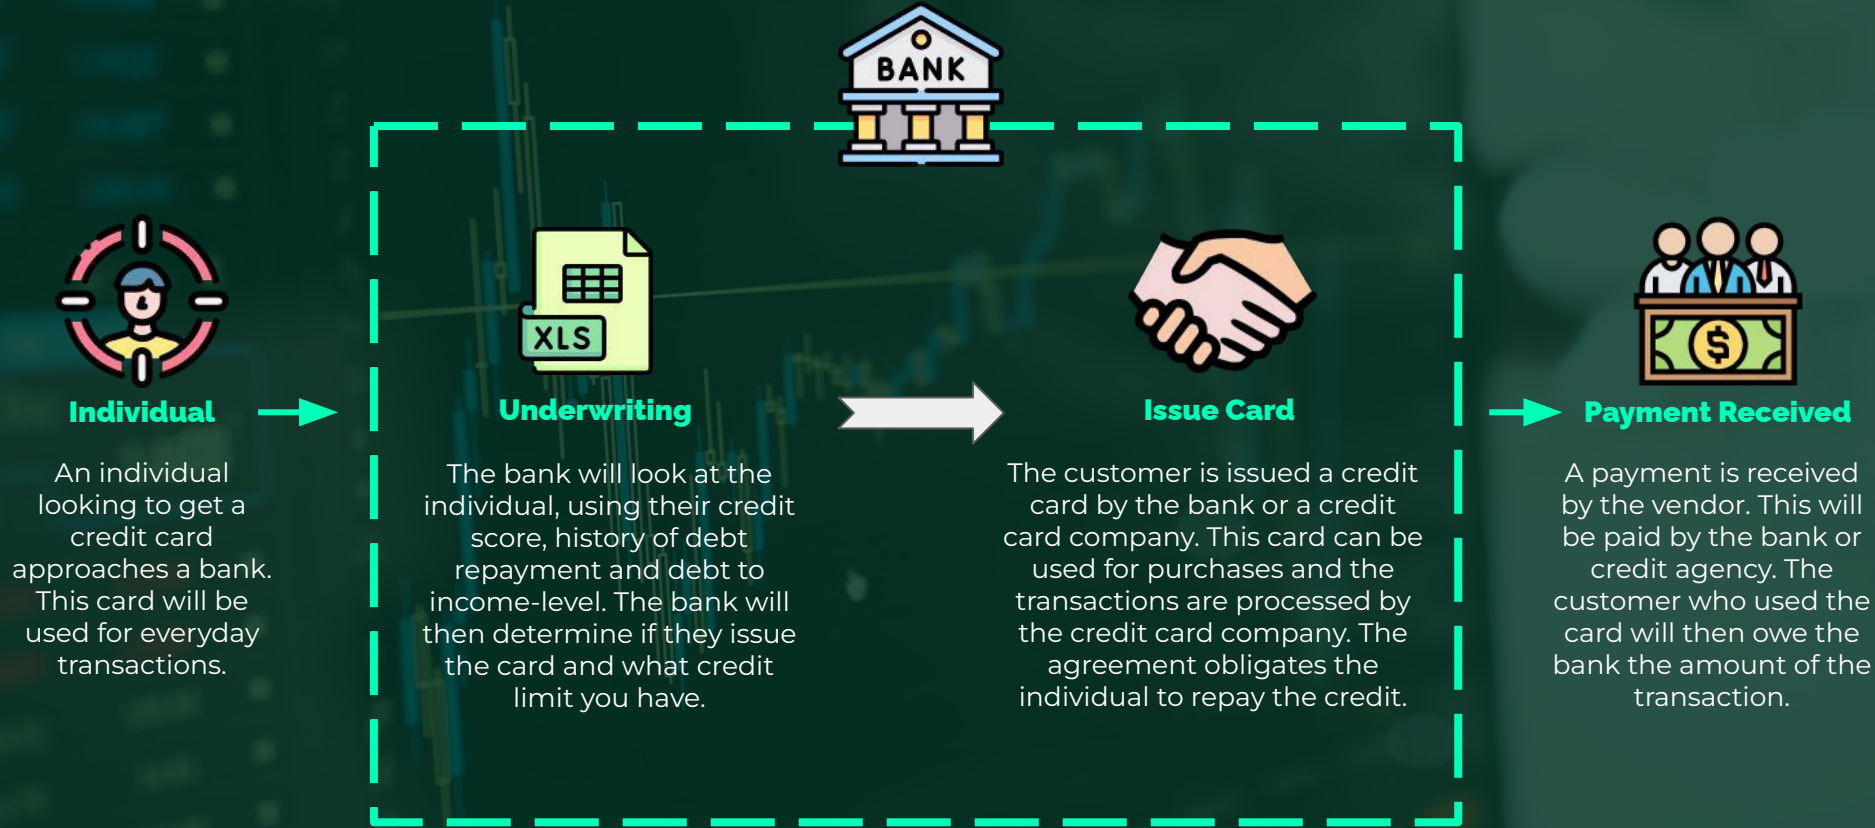 BANK
XLS
Individual
An individual
looking to get a
credit card
approaches a bank.
This card will be
used for everyday
transactions.
Underwriting
The bank will look at the
individual, using their credit
score, history of debt
repayment and debt to
income-level. The bank will
then determine if they issue
the card and what credit
limit you have.
Issue Card
The customer is issued a credit
card by the bank or a credit
card company. This card can be
used for purchases and the
transactions are processed by
the credit card company. The
agreement obligates the
individual to repay the credit.
$
Payment Received
A payment is received
by the vendor. This will
be paid by the bank or
credit agency. The
customer who used the
card will then owe the
bank the amount of the
transaction.